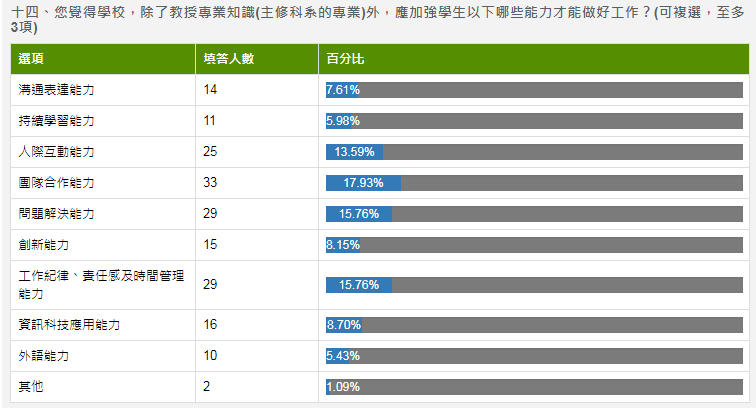 十四、您覺得學校，除了教授專業知識(主修科系的專業)外，應加強學生以下哪些能力才能做好工作？(可複選，至多
3項)
選項 填答人數 百分比
溝通表達能力 14 7.61%
持續學習能力 11 5.98%
人際互動能力 25 13.59%
團隊合作能力 33 17.93%
問題解決能力 29 15.76%
創新能力 15 8.15%
工作紀律、責任感及時間管理
能力 29 15.76%
資訊科技應用能力 16 8.70%
外語能力 10 5.43%
其他 2 1.09%